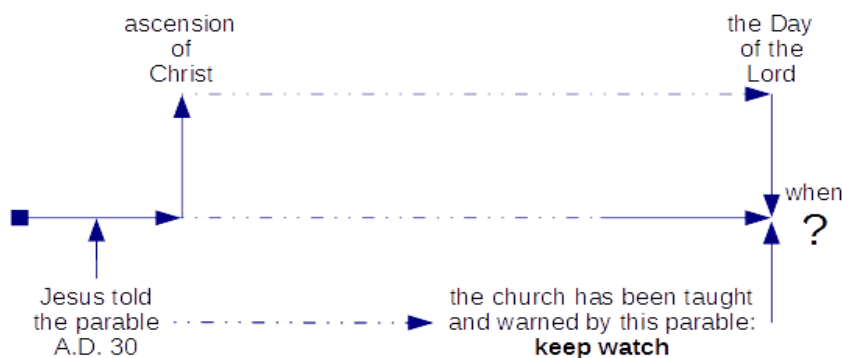 ascension
of
Christ
the Day
of the
Lord
when
?
Jesus told
the parable
A.D. 30
the church has been taught
and warned by this parable:
keep watch